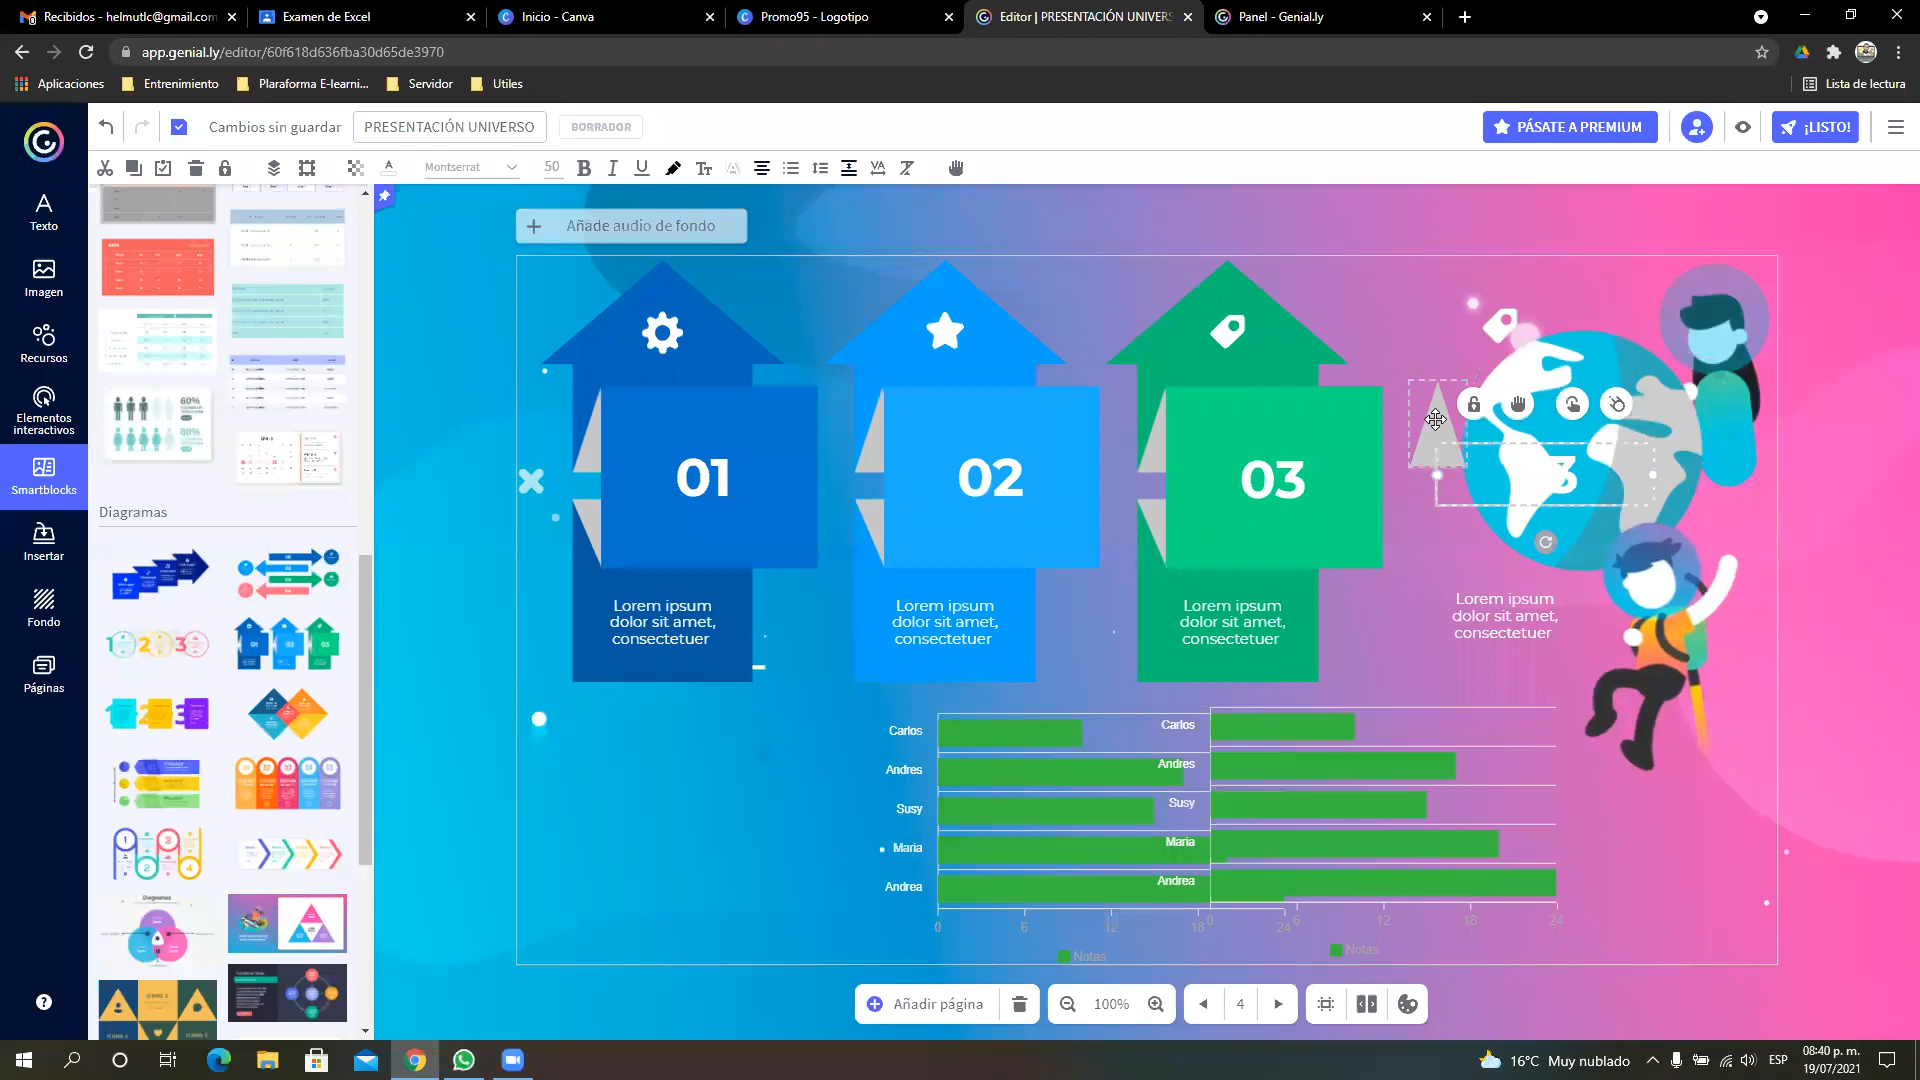 Recibidos - helmutlc@gmail.com
Examen de Excel
Inicio - Canva
Promo95 - Logotipo
Editor | PRESENTACIÓN UNIVERS
Panel - Genial.ly
app.genial.ly/editor/60f618d636fba30d65de3970
Aplicaciones
Entrenimiento
Plaraforma E-learni...
Servidor
Utiles
Lista de lectura
Cambios sin guardar
PRESENTACIÓN UNIVERSO
BORRADOR
PÁSATE A PREMIUM
¡LISTO!
Montserrat
50
Texto
Imagen
Recursos
Elementos
interactivos
Smartblocks
Insertar
Fondo
Páginas
60%
80%
Diagramas
Añade audio de fondo
01
02
03
3
Lorem ipsum
dolor sit amet,
consectetuer
Lorem ipsum
dolor sit amet,
consectetuer
Lorem ipsum
dolor sit amet,
consectetuer
Lorem ipsum
dolor sit amet,
consectetuer
Carlos
Andres
Susy
Maria
Andrea
0 6 12 18 24
Notas
Carlos
Andres
Susy
Maria
Andrea
0 6 12 18 24
Notas
Añadir página
100%
4
16°C Muy nublado
ESP
08:40 p. m.
19/07/2021